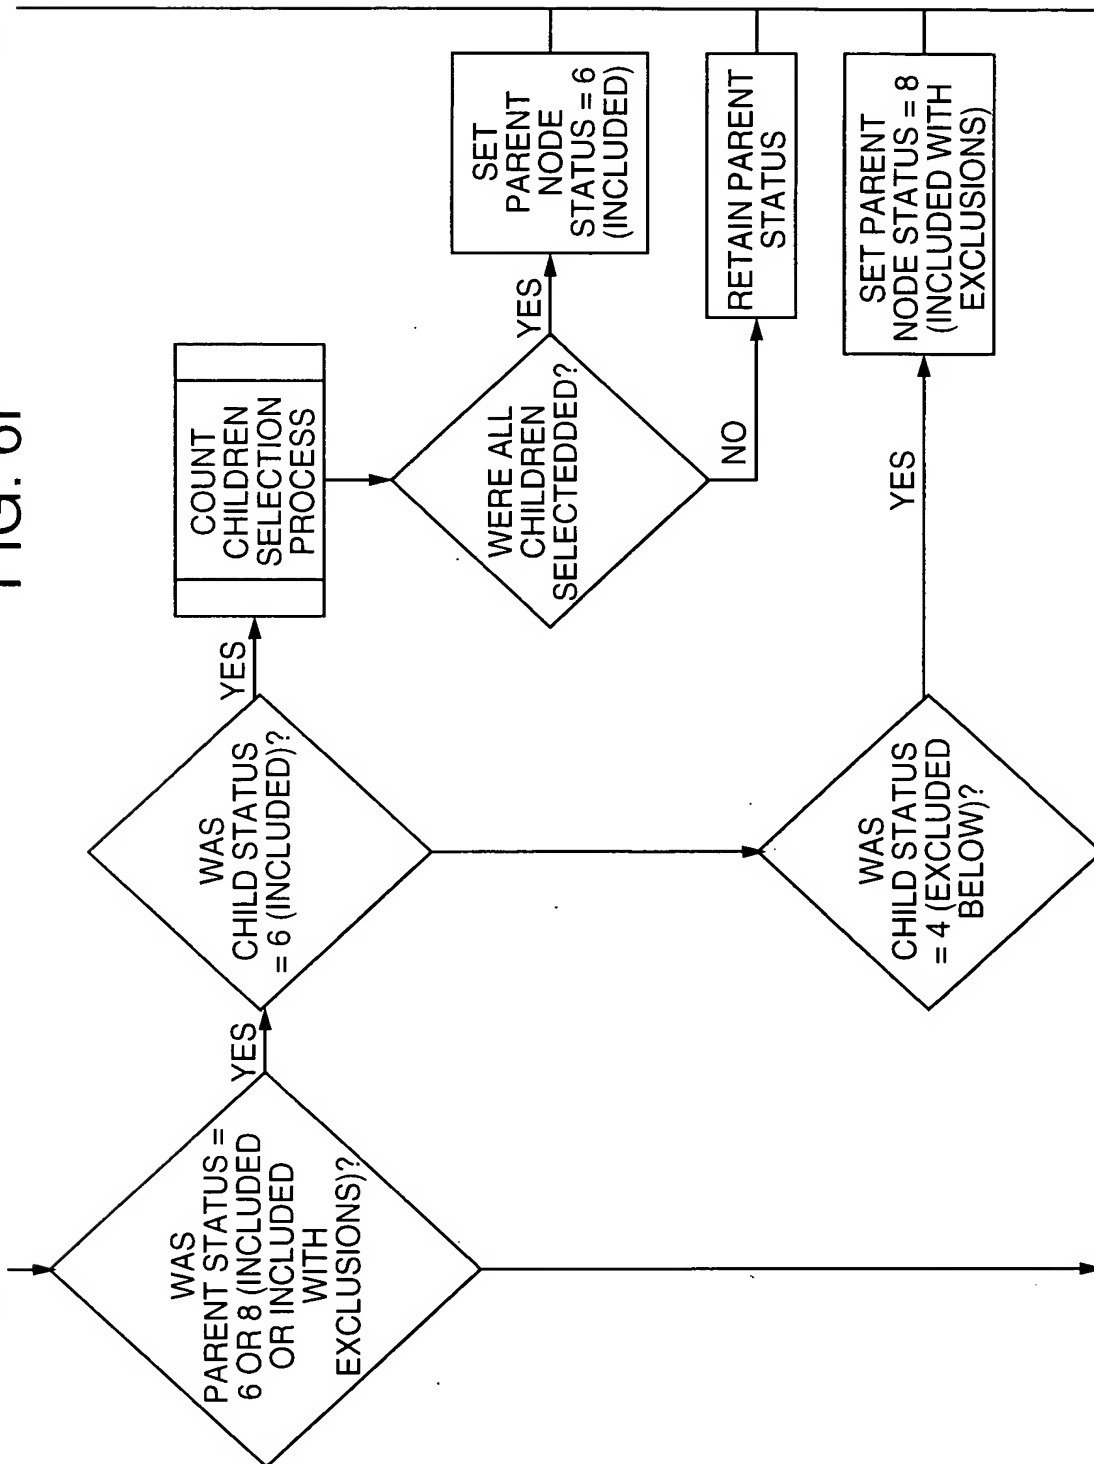 WAS
PARENT STATUS =
6 OR 8 (INCLUDED
OR INCLUDED
WITH
EXCLUSIONS)?
YES
WAS
CHILD STATUS
= 6 (INCLUDED)?
YES
COUNT
CHILDREN
SELECTION
PROCESS
WERE ALL
CHILDREN
SELECTEDDED?
YES
SET
PARENT
NODE
STATUS = 6
(INCLUDED)
NO
RETAIN PARENT
STATUS
WAS
CHILD STATUS
= 4 (EXCLUDED
BELOW)?
YES
SET PARENT
NODE STATUS = 8
(INCLUDED WITH
EXCLUSIONS)